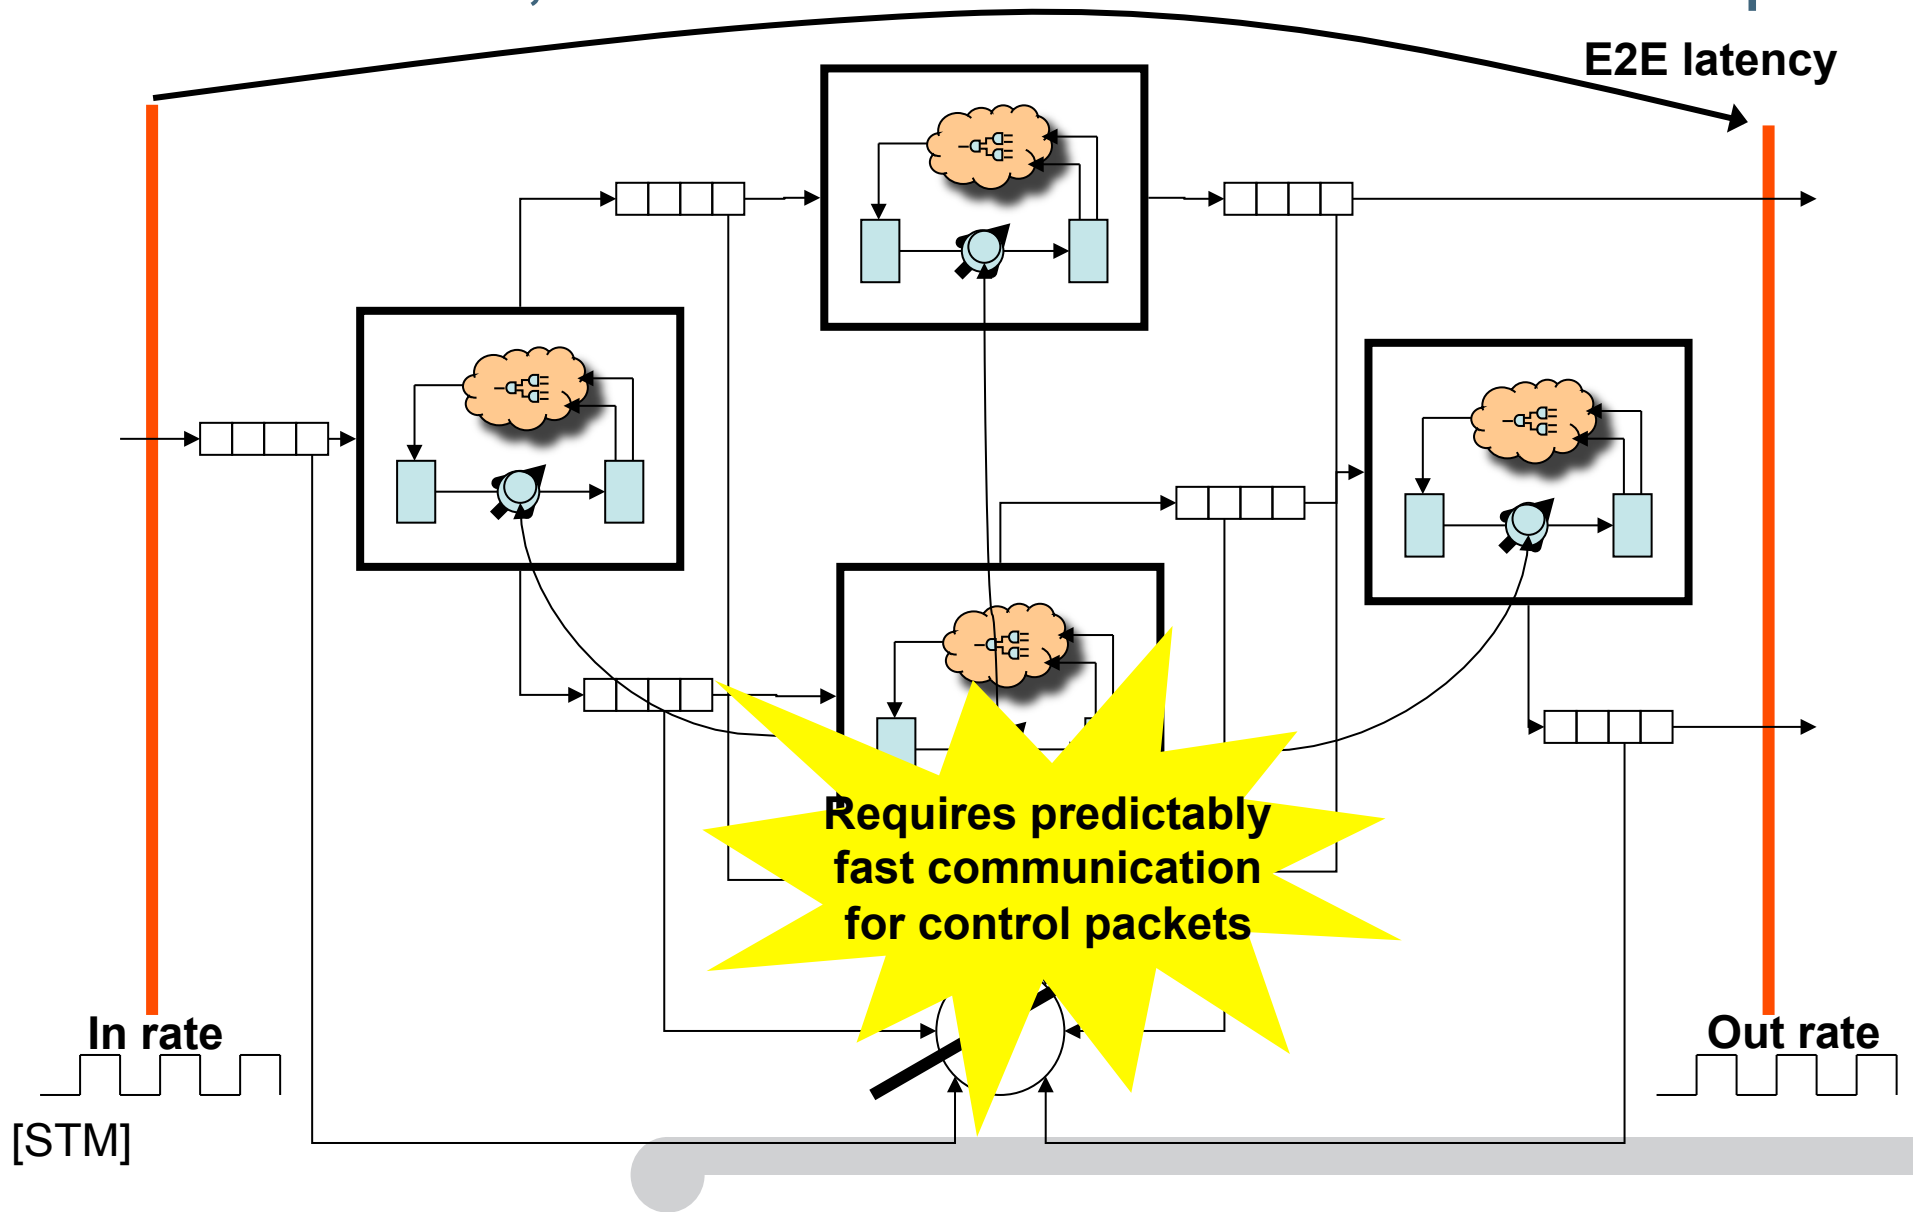 E2E latency
Requires predictably
fast communication
for control packets
In rate
Out rate
[STM]